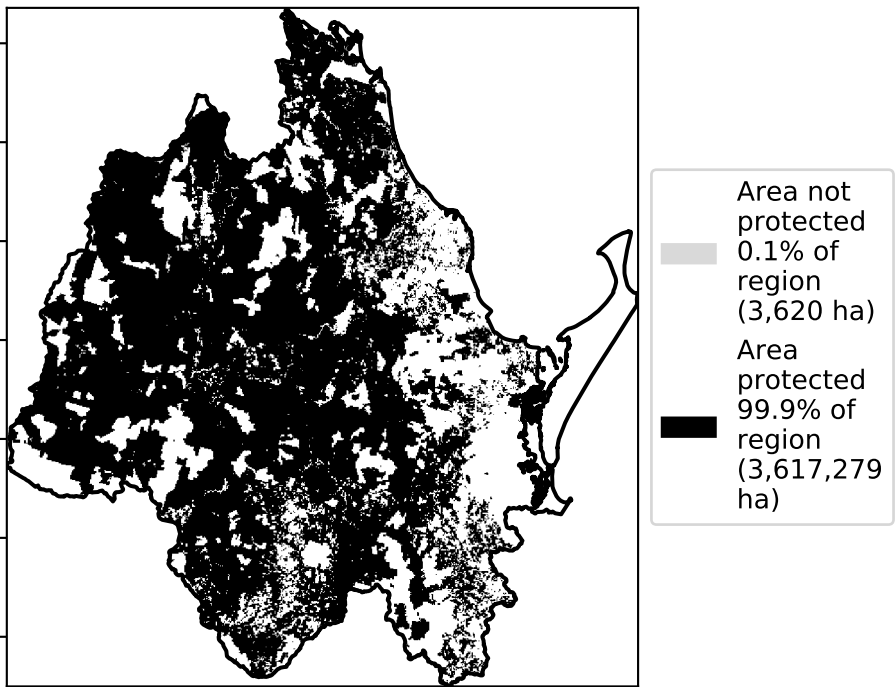 Area not
protected
0.1% of
region
(3,620 ha)
Area
protected
99.9% of
region
(3,617,279
ha)